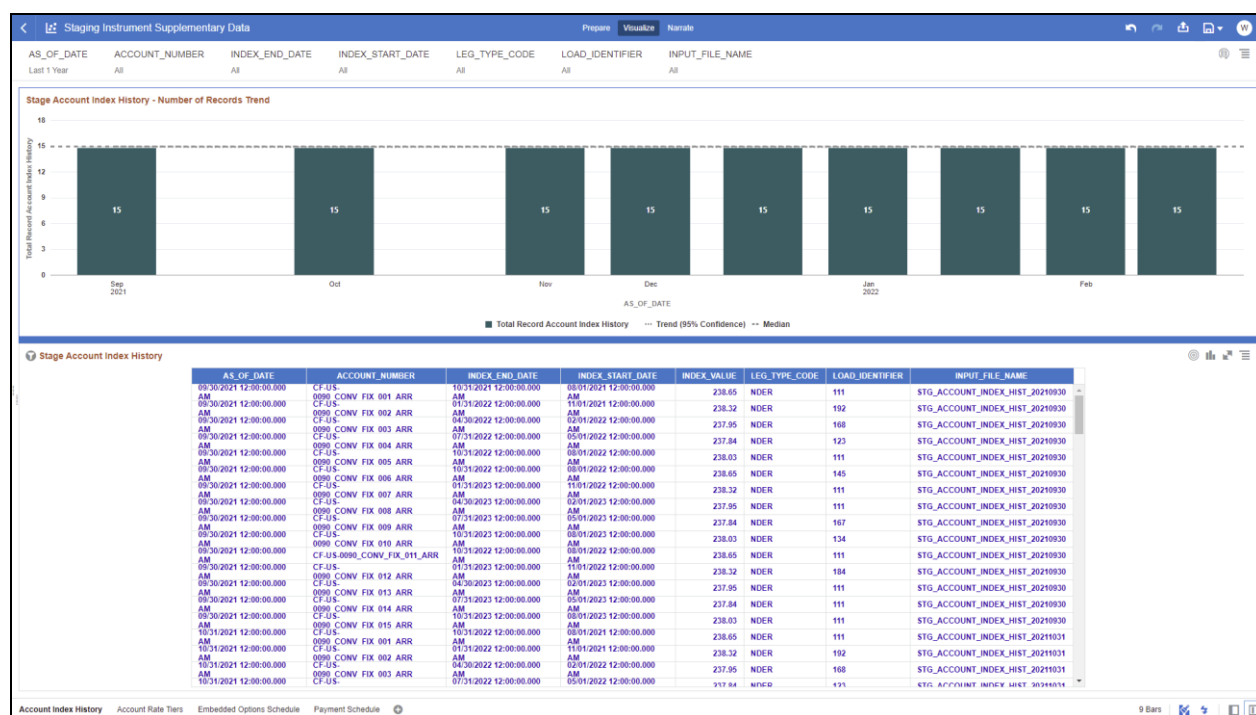 Staging Instrument Supplementary Data Prepare Visualize Narrate W
AS_OF_DATE ACCOUNT_NUMBER INDEX_END_DATE INDEX_START_DATE LEG_TYPE_CODE LOAD_IDENTIFIER INPUT_FILE_NAME
Last 1 Year All All All All All All
Stage Account Index History - Number of Records Trend
Total Record Account Index History
18
15
12
9
6
3
0
15 15 15 15 15 15 15 15 15
Sep 2021 Oct Nov Dec Jan 2022 Feb
AS_OF_DATE
Total Record Account Index History --- Trend (95% Confidence) -- Median
Stage Account Index History
AS_OF_DATE ACCOUNT_NUMBER INDEX_END_DATE INDEX_START_DATE INDEX_VALUE LEG_TYPE_CODE LOAD_IDENTIFIER INPUT_FILE_NAME
09/30/2021 12:00:00.000 AM CF-US-0090_CONV_FIX_001_ARR 10/31/2021 12:00:00.000 AM 08/01/2021 12:00:00.000 AM 238.65 NDER 111 STG_ACCOUNT_INDEX_HIST_20210930
09/30/2021 12:00:00.000 AM CF-US-0090_CONV_FIX_002_ARR 01/31/2022 12:00:00.000 AM 11/01/2021 12:00:00.000 AM 238.32 NDER 192 STG_ACCOUNT_INDEX_HIST_20210930
09/30/2021 12:00:00.000 AM CF-US-0090_CONV_FIX_003_ARR 04/30/2022 12:00:00.000 AM 02/01/2022 12:00:00.000 AM 237.95 NDER 168 STG_ACCOUNT_INDEX_HIST_20210930
09/30/2021 12:00:00.000 AM CF-US-0090_CONV_FIX_004_ARR 07/31/2022 12:00:00.000 AM 05/01/2022 12:00:00.000 AM 237.84 NDER 123 STG_ACCOUNT_INDEX_HIST_20210930
09/30/2021 12:00:00.000 AM CF-US-0090_CONV_FIX_005_ARR 10/31/2022 12:00:00.000 AM 08/01/2022 12:00:00.000 AM 238.03 NDER 111 STG_ACCOUNT_INDEX_HIST_20210930
09/30/2021 12:00:00.000 AM CF-US-0090_CONV_FIX_006_ARR 10/31/2022 12:00:00.000 AM 08/01/2022 12:00:00.000 AM 238.65 NDER 145 STG_ACCOUNT_INDEX_HIST_20210930
09/30/2021 12:00:00.000 AM CF-US-0090_CONV_FIX_007_ARR 01/31/2023 12:00:00.000 AM 11/01/2022 12:00:00.000 AM 238.32 NDER 111 STG_ACCOUNT_INDEX_HIST_20210930
09/30/2021 12:00:00.000 AM CF-US-0090_CONV_FIX_008_ARR 04/30/2023 12:00:00.000 AM 02/01/2023 12:00:00.000 AM 237.95 NDER 111 STG_ACCOUNT_INDEX_HIST_20210930
09/30/2021 12:00:00.000 AM CF-US-0090_CONV_FIX_009_ARR 07/31/2023 12:00:00.000 AM 05/01/2023 12:00:00.000 AM 237.84 NDER 167 STG_ACCOUNT_INDEX_HIST_20210930
09/30/2021 12:00:00.000 AM CF-US-0090_CONV_FIX_010_ARR 10/31/2023 12:00:00.000 AM 08/01/2023 12:00:00.000 AM 238.03 NDER 134 STG_ACCOUNT_INDEX_HIST_20210930
09/30/2021 12:00:00.000 AM CF-US-0090_CONV_FIX_011_ARR 10/31/2022 12:00:00.000 AM 08/01/2022 12:00:00.000 AM 238.65 NDER 111 STG_ACCOUNT_INDEX_HIST_20210930
09/30/2021 12:00:00.000 AM CF-US-0090_CONV_FIX_012_ARR 01/31/2023 12:00:00.000 AM 11/01/2022 12:00:00.000 AM 238.32 NDER 184 STG_ACCOUNT_INDEX_HIST_20210930
09/30/2021 12:00:00.000 AM CF-US-0090_CONV_FIX_013_ARR 04/30/2023 12:00:00.000 AM 02/01/2023 12:00:00.000 AM 237.95 NDER 111 STG_ACCOUNT_INDEX_HIST_20210930
09/30/2021 12:00:00.000 AM CF-US-0090_CONV_FIX_014_ARR 07/31/2023 12:00:00.000 AM 05/01/2023 12:00:00.000 AM 237.84 NDER 111 STG_ACCOUNT_INDEX_HIST_20210930
09/30/2021 12:00:00.000 AM CF-US-0090_CONV_FIX_015_ARR 10/31/2023 12:00:00.000 AM 08/01/2023 12:00:00.000 AM 238.03 NDER 111 STG_ACCOUNT_INDEX_HIST_20210930
10/31/2021 12:00:00.000 AM CF-US-0090_CONV_FIX_001_ARR 10/31/2022 12:00:00.000 AM 08/01/2021 12:00:00.000 AM 238.65 NDER 111 STG_ACCOUNT_INDEX_HIST_20211031
10/31/2021 12:00:00.000 AM CF-US-0090_CONV_FIX_002_ARR 01/31/2022 12:00:00.000 AM 11/01/2021 12:00:00.000 AM 238.32 NDER 192 STG_ACCOUNT_INDEX_HIST_20211031
10/31/2021 12:00:00.000 AM CF-US-0090_CONV_FIX_003_ARR 04/30/2022 12:00:00.000 AM 02/01/2022 12:00:00.000 AM 237.95 NDER 168 STG_ACCOUNT_INDEX_HIST_20211031
10/31/2021 12:00:00.000 CF-US- 07/31/2022 12:00:00.000 05/01/2022 12:00:00.000 237.84 NDER 123 STG_ACCOUNT_INDEX_HIST_20211031
Account Index History Account Rate Tiers Embedded Options Schedule Payment Schedule 9 Bars